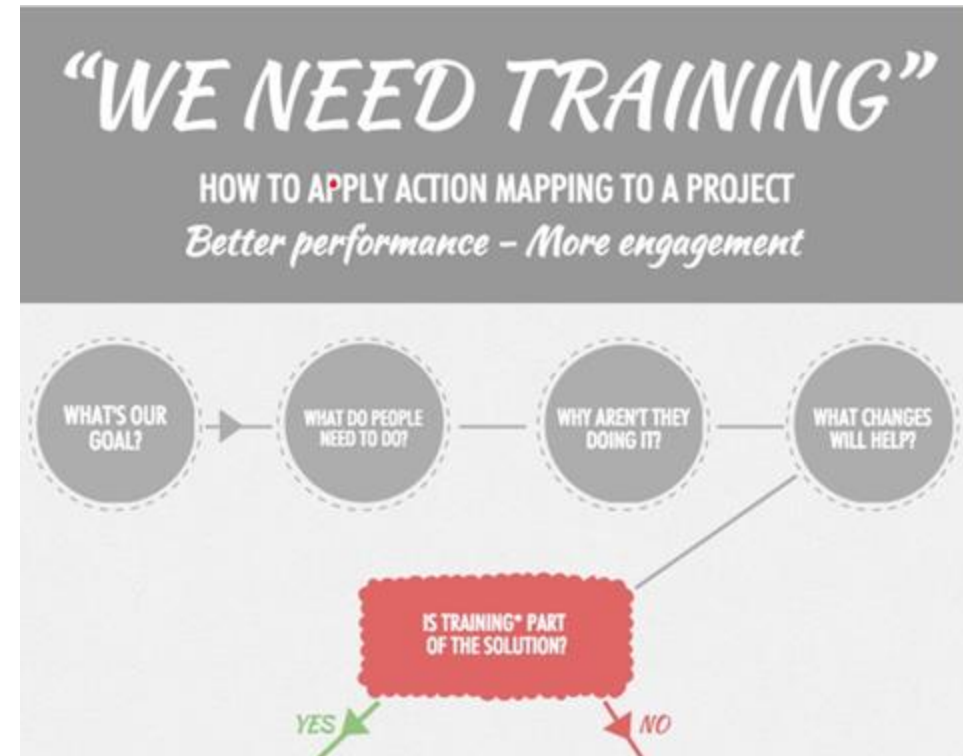 “WE NEED TRAINING”
HOW TO APPLY ACTION MAPPING TO A PROJECT
Better performance – More engagement
WHAT'S OUR
GOAL?
WHAT DO PEOPLE
NEED TO DO?
WHY AREN'T THEY
DOING IT?
WHAT CHANGES
WILL HELP?
IS TRAINING* PART
OF THE SOLUTION?
YES
NO